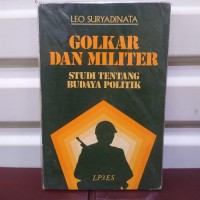 LEO SURYADINATA
GOLKAR
DAN MILITER
STUDI TENTANG
BUDAYA POLITIK
LP3ES